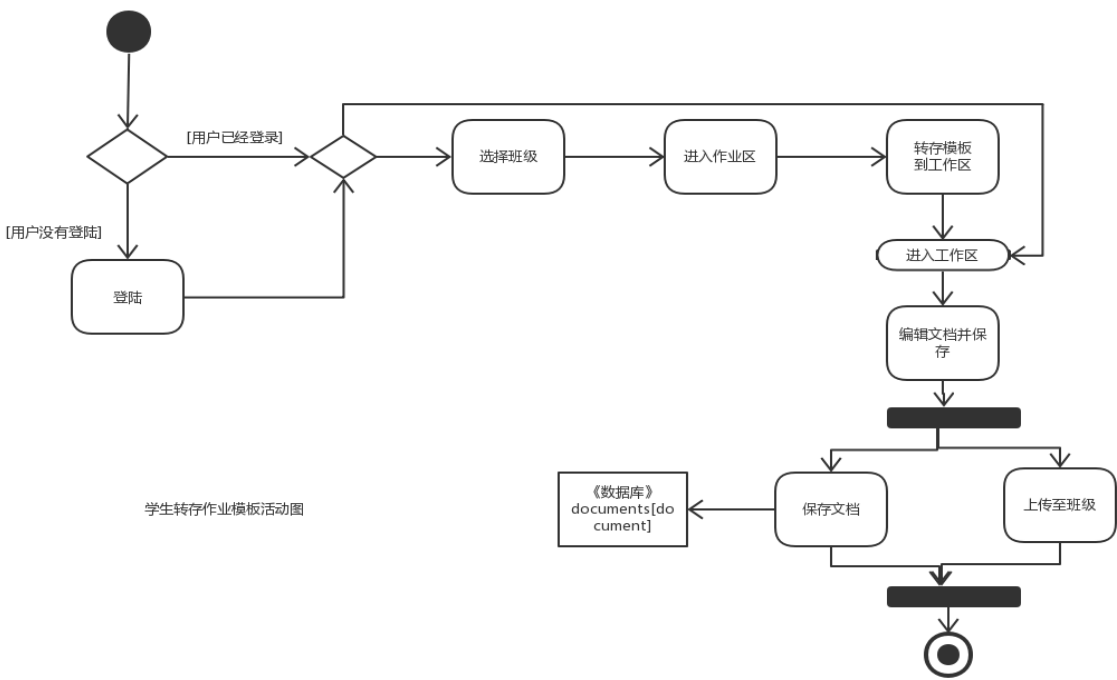 [用户已经登录]
选择班级
进入作业区
转存模板
到工作区
[用户没有登陆]
登陆
进入工作区
编辑文档并保
存
学生转存作业模板活动图
《数据库》
documents[do
cument]
保存文档
上传至班级